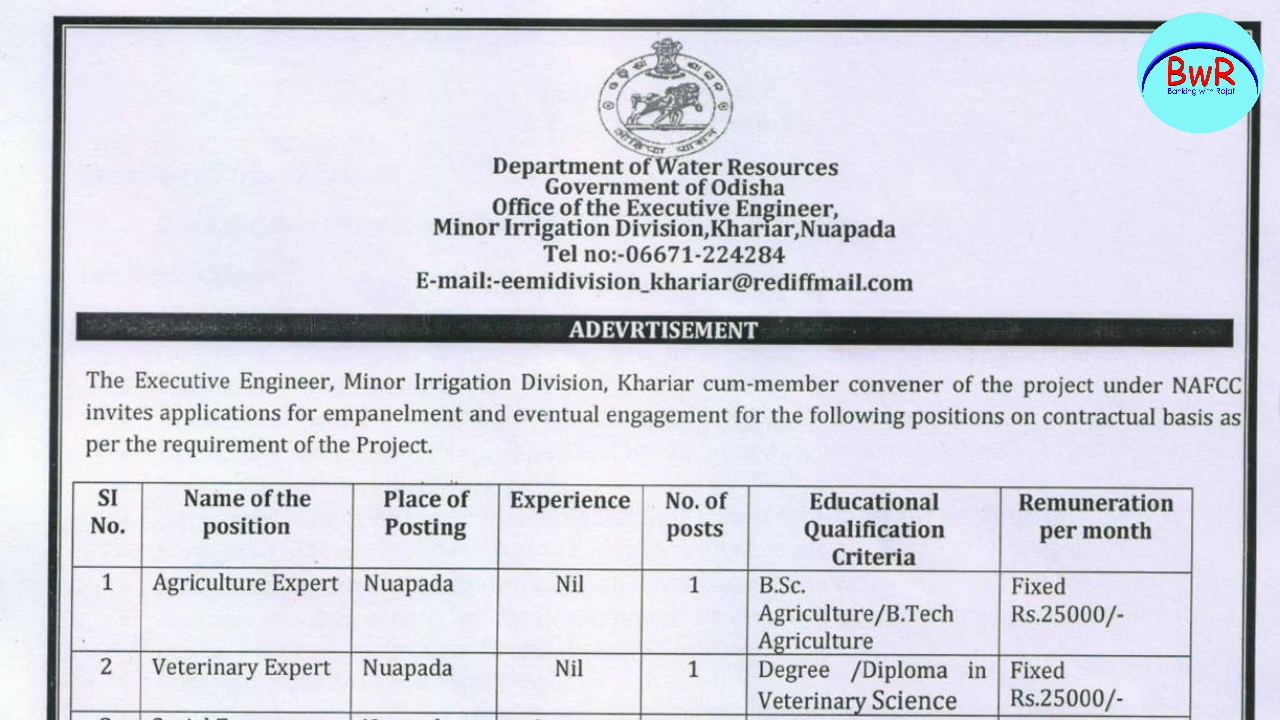 BwR
Banking with Rajat
Department of Water Resources
Government of Odisha
Office of the Executive Engineer,
Minor Irrigation Division,Khariar,Nuapada
Tel no:-06671-224284
E-mail:-eemidivision_khariar@rediffmail.com
ADEVRTISEMENT
The Executive Engineer, Minor Irrigation Division, Khariar cum-member convener of the project under NAFCC
invites applications for empanelment and eventual engagement for the following positions on contractual basis as
per the requirement of the Project.
SI No. Name of the position Place of Posting Experience No. of posts Educational Qualification Criteria Remuneration per month
1 Agriculture Expert Nuapada Nil 1 B.Sc. Agriculture/B.Tech Agriculture Fixed Rs.25000/-
2 Veterinary Expert Nuapada Nil 1 Degree /Diploma in Veterinary Science Fixed Rs.25000/-